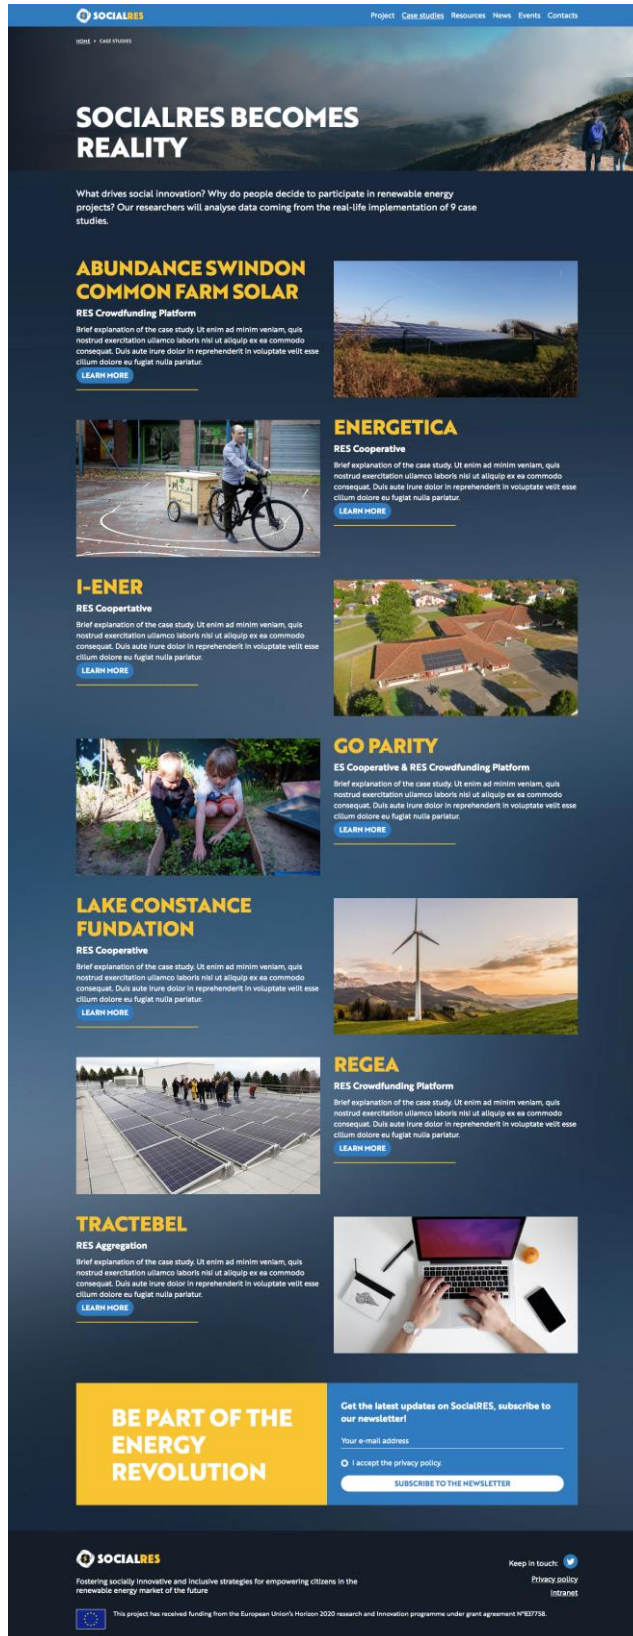 SOCIALRES
Project Case studies Resources News Events Contacts
HOME › CASE STUDIES
SOCIALRES BECOMES
REALITY
What drives social innovation? Why do people decide to participate in renewable energy
projects? Our researchers will analyse data coming from the real-life implementation of 9 case
studies.
ABUNDANCE SWINDON
COMMON FARM SOLAR
RES Crowdfunding Platform
Brief explanation of the case study. Ut enim ad minim veniam, quis
nostrud exercitation ullamco laboris nisi ut aliquip ex ea commodo
consequat. Duis aute irure dolor in reprehenderit in voluptate velit esse
cillum dolore eu fugiat nulla pariatur.
LEARN MORE
ENERGETICA
RES Cooperative
Brief explanation of the case study. Ut enim ad minim veniam, quis
nostrud exercitation ullamco laboris nisi ut aliquip ex ea commodo
consequat. Duis aute irure dolor in reprehenderit in voluptate velit esse
cillum dolore eu fugiat nulla pariatur.
LEARN MORE
I-ENER
RES Coopertative
Brief explanation of the case study. Ut enim ad minim veniam, quis
nostrud exercitation ullamco laboris nisi ut aliquip ex ea commodo
consequat. Duis aute irure dolor in reprehenderit in voluptate velit esse
cillum dolore eu fugiat nulla pariatur.
LEARN MORE
GO PARITY
ES Cooperative & RES Crowdfunding Platform
Brief explanation of the case study. Ut enim ad minim veniam, quis
nostrud exercitation ullamco laboris nisi ut aliquip ex ea commodo
consequat. Duis aute irure dolor in reprehenderit in voluptate velit esse
cillum dolore eu fugiat nulla pariatur.
LEARN MORE
LAKE CONSTANCE
FUNDATION
RES Cooperative
Brief explanation of the case study. Ut enim ad minim veniam, quis
nostrud exercitation ullamco laboris nisi ut aliquip ex ea commodo
consequat. Duis aute irure dolor in reprehenderit in voluptate velit esse
cillum dolore eu fugiat nulla pariatur.
LEARN MORE
REGEA
RES Crowdfunding Platform
Brief explanation of the case study. Ut enim ad minim veniam, quis
nostrud exercitation ullamco laboris nisi ut aliquip ex ea commodo
consequat. Duis aute irure dolor in reprehenderit in voluptate velit esse
cillum dolore eu fugiat nulla pariatur.
LEARN MORE
TRACTEBEL
RES Aggregation
Brief explanation of the case study. Ut enim ad minim veniam, quis
nostrud exercitation ullamco laboris nisi ut aliquip ex ea commodo
consequat. Duis aute irure dolor in reprehenderit in voluptate velit esse
cillum dolore eu fugiat nulla pariatur.
LEARN MORE
BE PART OF THE
ENERGY
REVOLUTION
Get the latest updates on SocialRES, subscribe to
our newsletter!
Your e-mail address
I accept the privacy policy.
SUBSCRIBE TO THE NEWSLETTER
SOCIALRES
Fostering socially innovative and inclusive strategies for empowering citizens in the
renewable energy market of the future
Keep in touch:
Privacy policy
Intranet
This project has received funding from the European Union's Horizon 2020 research and Innovation programme under grant agreement Nº837758.